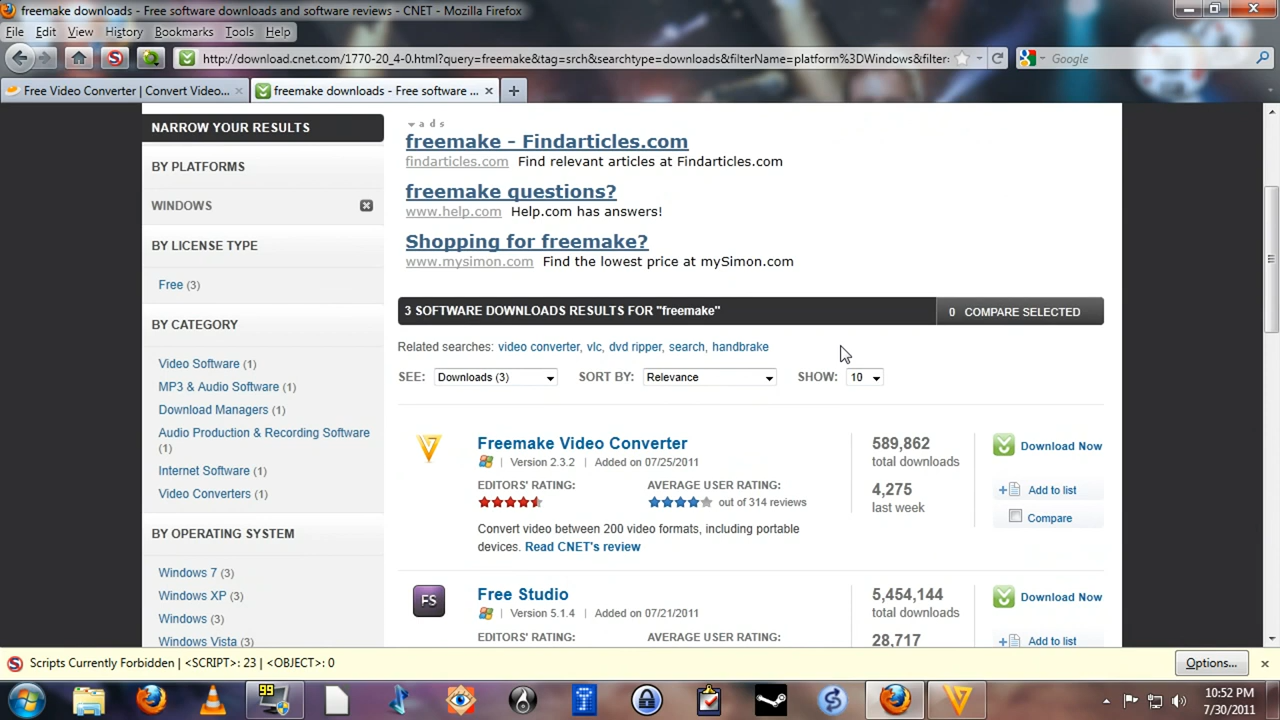 freemake downloads - Free software downloads and software reviews - CNET - Mozilla Firefox
File Edit View History Bookmarks Tools Help
http://download.cnet.com/1770-20_4-0.html?query=freemake&tag=srch&searchtype=downloads&filterName=platform%3DWindows&filter=
Google
Free Video Converter | Convert Video...
freemake downloads - Free software ...
NARROW YOUR RESULTS
BY PLATFORMS
WINDOWS
BY LICENSE TYPE
Free (3)
BY CATEGORY
Video Software (1)
MP3 & Audio Software (1)
Download Managers (1)
Audio Production & Recording Software
(1)
Internet Software (1)
Video Converters (1)
BY OPERATING SYSTEM
Windows 7 (3)
Windows XP (3)
Windows (3)
Windows Vista (3)
ads
freemake - Findarticles.com
findarticles.com Find relevant articles at Findarticles.com
freemake questions?
www.help.com Help.com has answers!
Shopping for freemake?
www.mysimon.com Find the lowest price at mySimon.com
3 SOFTWARE DOWNLOADS RESULTS FOR "freemake"
0 COMPARE SELECTED
Related searches: video converter, vlc, dvd ripper, search, handbrake
SEE: Downloads (3) SORT BY: Relevance SHOW: 10
Freemake Video Converter
| Version 2.3.2 | Added on 07/25/2011
EDITORS' RATING: AVERAGE USER RATING:
out of 314 reviews
Convert video between 200 video formats, including portable
devices. Read CNET's review
589,862
total downloads
4,275
last week
Download Now
Add to list
Compare
FS
Free Studio
| Version 5.1.4 | Added on 07/21/2011
EDITORS' RATING: AVERAGE USER RATING:
5,454,144
total downloads
28,717
Download Now
Add to list
Scripts Currently Forbidden | <SCRIPT>: 23 | <OBJECT>: 0
Options...
99
10:52 PM
7/30/2011